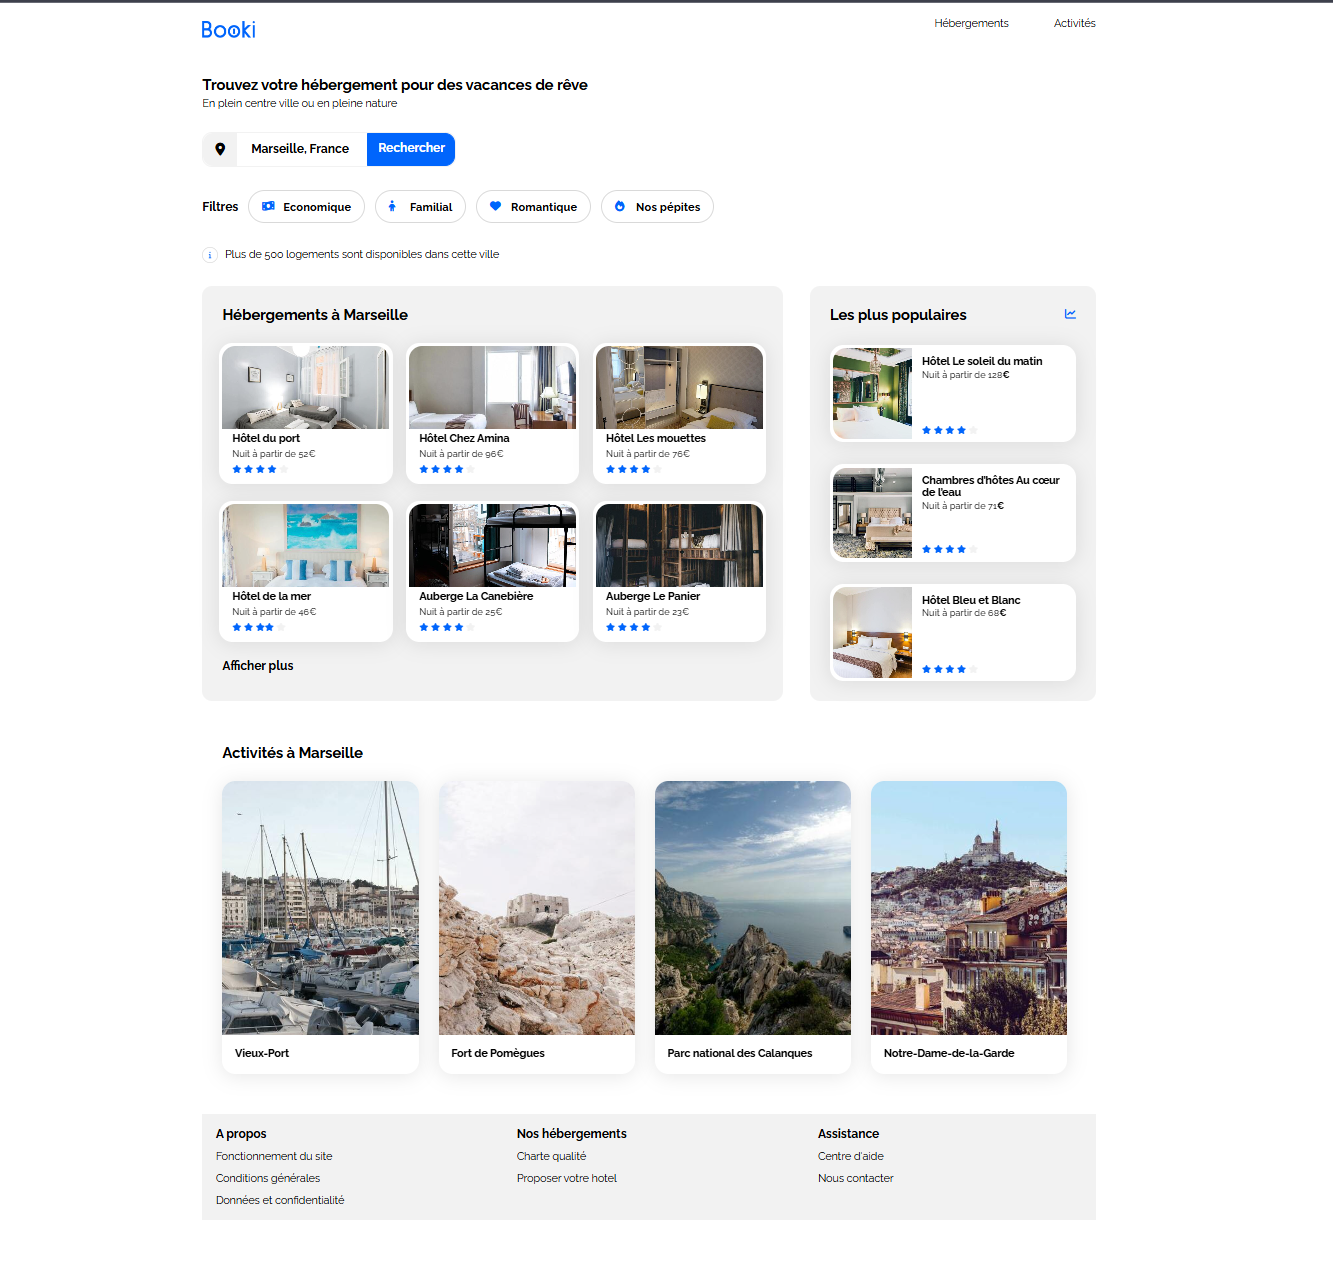 Booki
Hébergements
Activités
Trouvez votre hébergement pour des vacances de rêve
En plein centre ville ou en pleine nature
Marseille, France
Rechercher
Filtres
Economique
Familial
Romantique
Nos pépites
i
Plus de 500 logements sont disponibles dans cette ville
Hébergements à Marseille
Hôtel du port
Nuit à partir de 52€
Hôtel Chez Amina
Nuit à partir de 96€
Hôtel Les mouettes
Nuit à partir de 76€
Hôtel de la mer
Nuit à partir de 46€
Auberge La Canebière
Nuit à partir de 25€
Auberge Le Panier
Nuit à partir de 23€
Afficher plus
Les plus populaires
Hôtel Le soleil du matin
Nuit à partir de 128€
Chambres d'hôtes Au cœur
de l'eau
Nuit à partir de 71€
Hôtel Bleu et Blanc
Nuit à partir de 68€
Activités à Marseille
Vieux-Port
Fort de Pomègues
Parc national des Calanques
Notre-Dame-de-la-Garde
A propos
Fonctionnement du site
Conditions générales
Données et confidentialité
Nos hébergements
Charte qualité
Proposer votre hotel
Assistance
Centre d'aide
Nous contacter